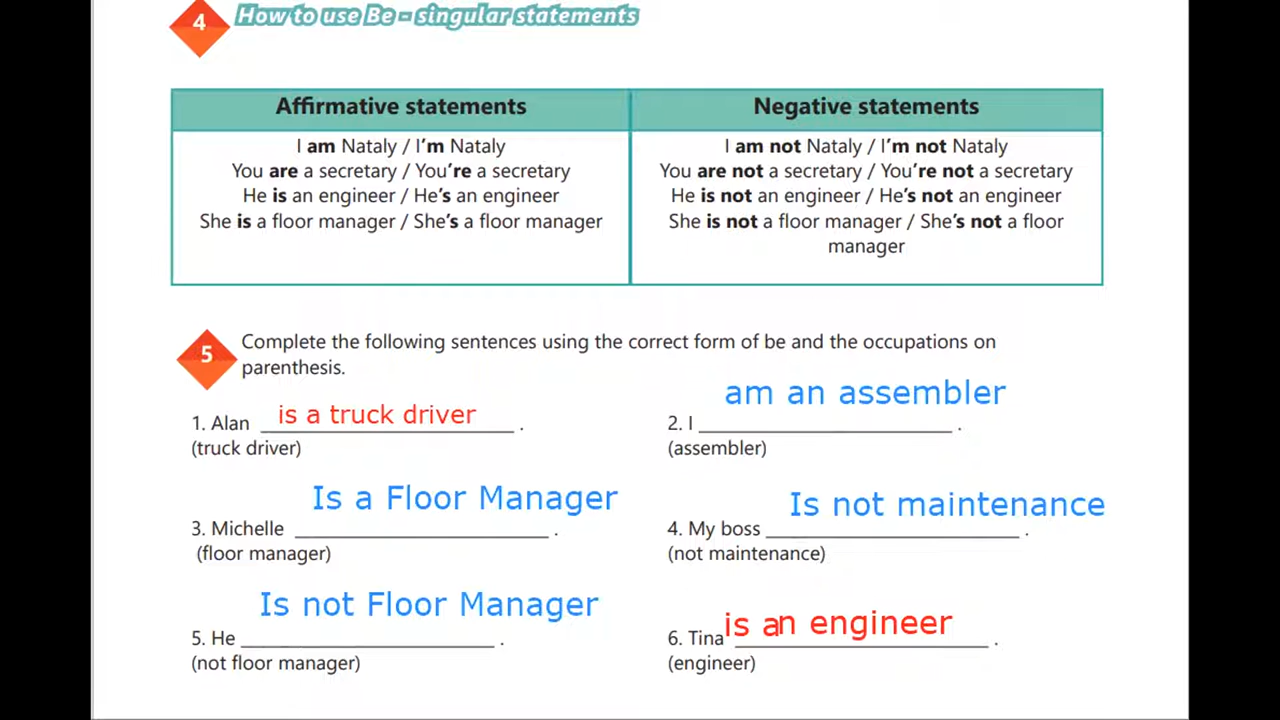 4 How to use Be - singular statements
Affirmative statements
Negative statements
I am Nataly / I'm Nataly
You are a secretary / You're a secretary
He is an engineer / He's an engineer
She is a floor manager / She's a floor manager
I am not Nataly / I'm not Nataly
You are not a secretary / You're not a secretary
He is not an engineer / He's not an engineer
She is not a floor manager / She's not a floor
manager
5 Complete the following sentences using the correct form of be and the occupations on
parenthesis.
1. Alan is a truck driver .
(truck driver)
am an assembler
2. I ____________ .
(assembler)
Is a Floor Manager
3. Michelle ____________ .
(floor manager)
Is not maintenance
4. My boss ____________ .
(not maintenance)
Is not Floor Manager
5. He ____________ .
(not floor manager)
6. Tina is an engineer .
(engineer)